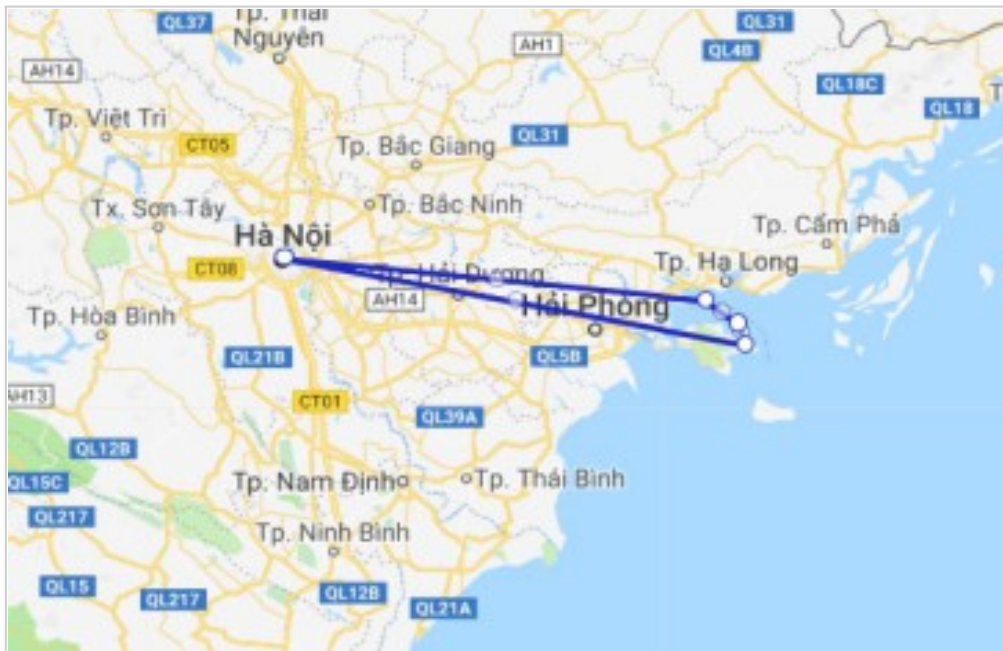 QL37
Tp. Thái
Nguyên
QL31
AH1
QL4B
AH14
QL18C
QL18
Tp. Việt Trì
CT05
QL31
Tp. Bắc Giang
Tx. Sơn Tây
Tp. Bắc Ninh
Tp. Cẩm Phả
Hà Nội
CT08
Tp. Hải Dương
Tp. Hạ Long
AH14
Hải Phòng
Tp. Hòa Bình
QL21B
QL5B
AH13
CT01
QL39A
QL12B
QL15C
Tp. Nam Định
Tp. Thái Bình
QL217
Tp. Ninh Bình
QL15
QL217
QL12B
QL21A